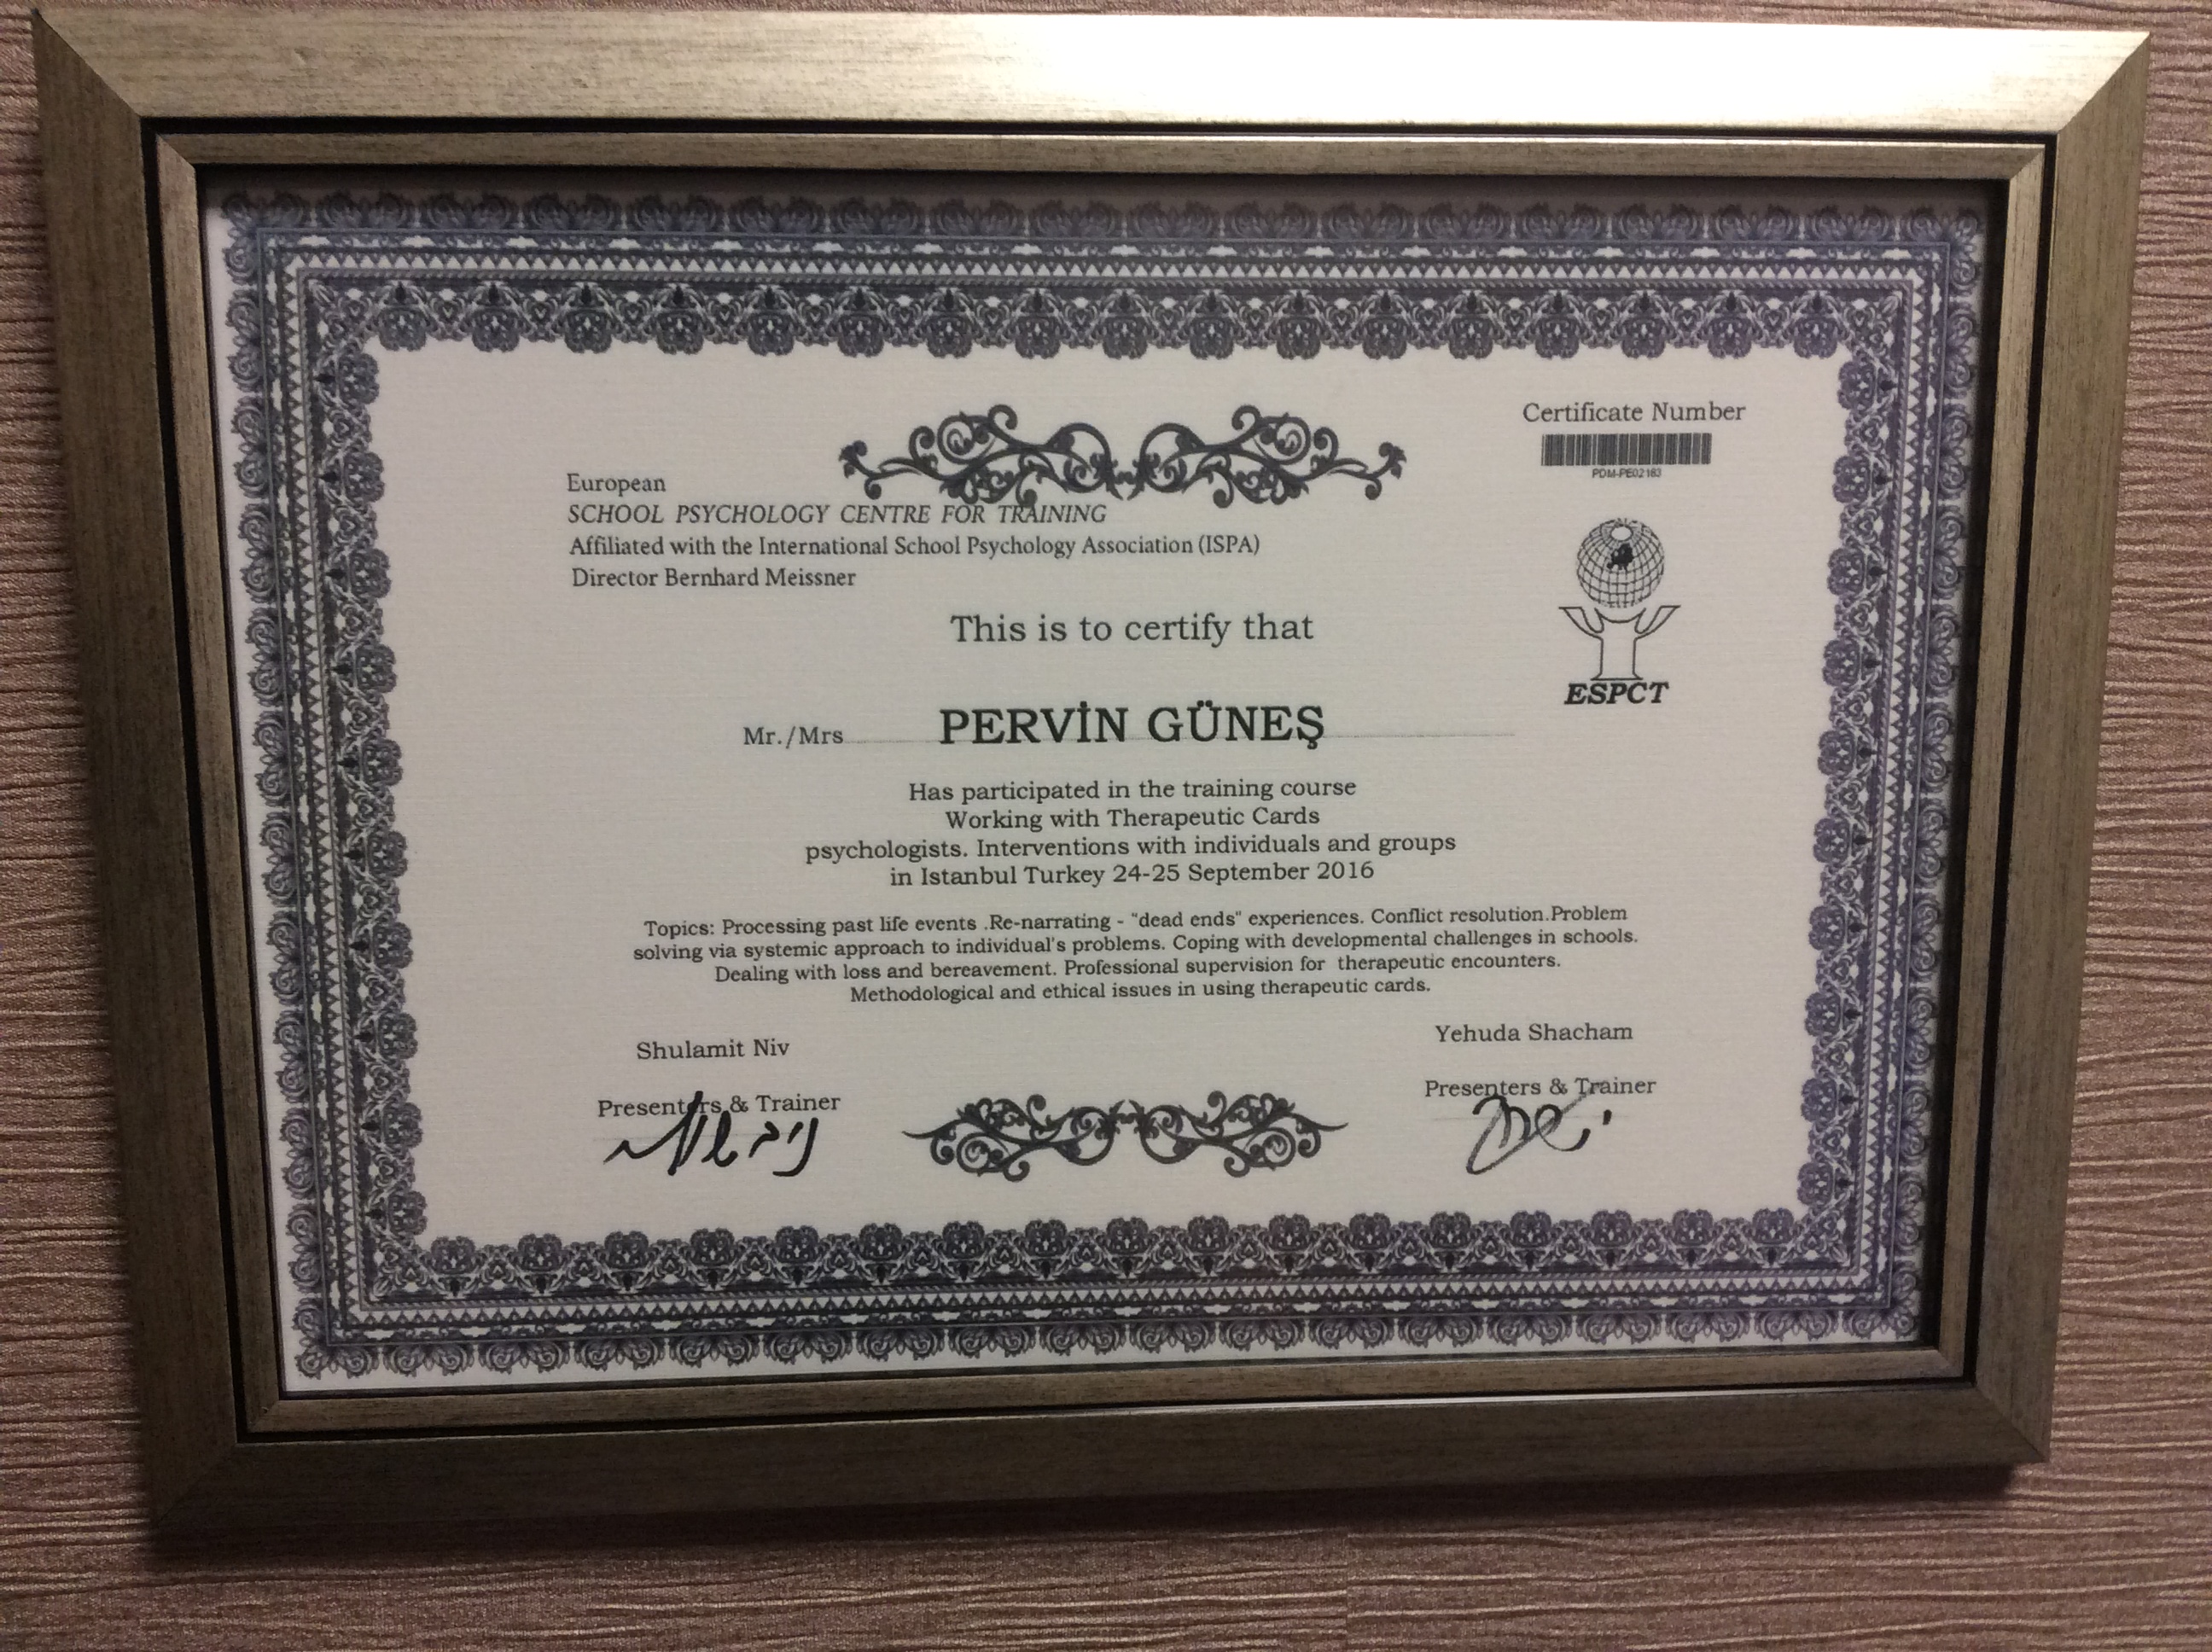 Certificate Number
PDM-PE02163
European
SCHOOL PSYCHOLOGY CENTRE FOR TRAINING
Affiliated with the International School Psychology Association (ISPA)
Director Bernhard Meissner
This is to certify that
ESPCT
Mr./Mrs PERVİN GÜNEŞ
Has participated in the training course
Working with Therapeutic Cards
psychologists. Interventions with individuals and groups
in Istanbul Turkey 24-25 September 2016
Topics: Processing past life events .Re-narrating - "dead ends" experiences. Conflict resolution.Problem
solving via systemic approach to individual's problems. Coping with developmental challenges in schools.
Dealing with loss and bereavement. Professional supervision for therapeutic encounters.
Methodological and ethical issues in using therapeutic cards.
Shulamit Niv
Presenters & Trainer
Yehuda Shacham
Presenters & Trainer